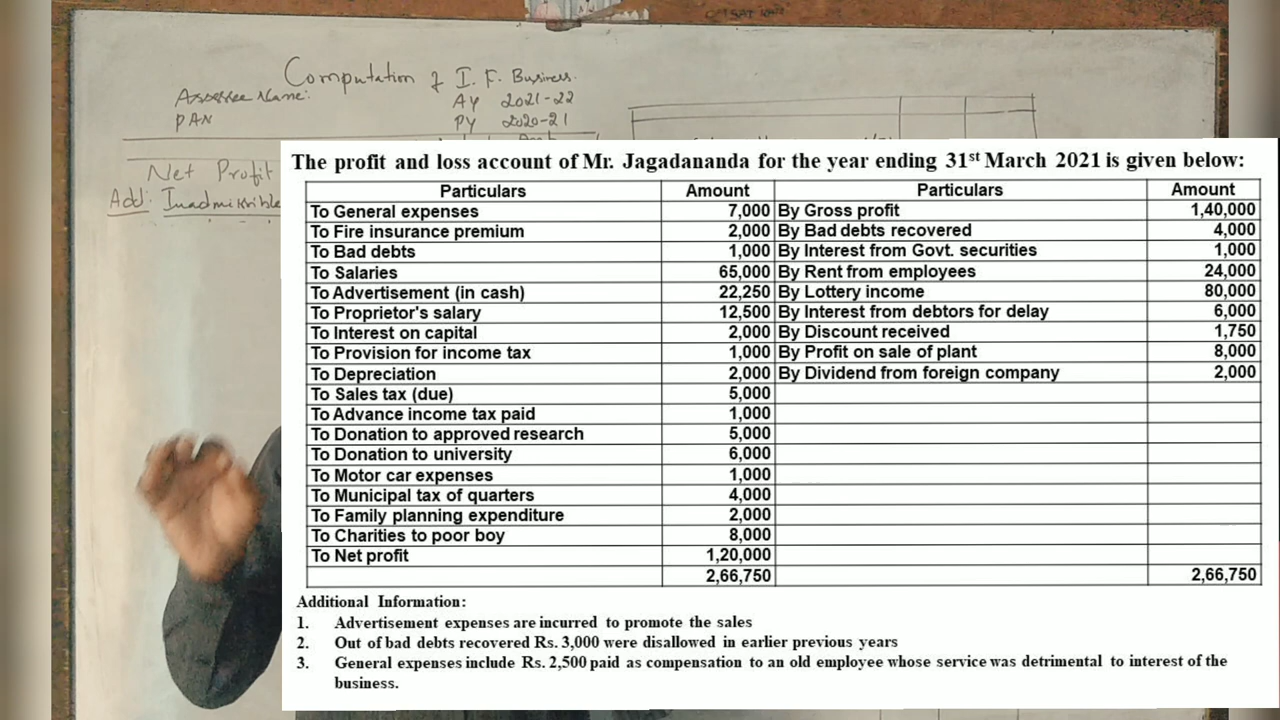 Computation of I. F. Business.
Assessee Name: AY 2021-22
PAN PY 2020-21
Net Profit
Add: Inadmissible
The profit and loss account of Mr. Jagadananda for the year ending 31st March 2021 is given below:
Particulars Amount Particulars Amount
To General expenses 7,000 By Gross profit 1,40,000
To Fire insurance premium 2,000 By Bad debts recovered 4,000
To Bad debts 1,000 By Interest from Govt. securities 1,000
To Salaries 65,000 By Rent from employees 24,000
To Advertisement (in cash) 22,250 By Lottery income 80,000
To Proprietor's salary 12,500 By Interest from debtors for delay 6,000
To Interest on capital 2,000 By Discount received 1,750
To Provision for income tax 1,000 By Profit on sale of plant 8,000
To Depreciation 2,000 By Dividend from foreign company 2,000
To Sales tax (due) 5,000
To Advance income tax paid 1,000
To Donation to approved research 5,000
To Donation to university 6,000
To Motor car expenses 1,000
To Municipal tax of quarters 4,000
To Family planning expenditure 2,000
To Charities to poor boy 8,000
To Net profit 1,20,000
2,66,750 2,66,750
Additional Information:
1. Advertisement expenses are incurred to promote the sales
2. Out of bad debts recovered Rs. 3,000 were disallowed in earlier previous years
3. General expenses include Rs. 2,500 paid as compensation to an old employee whose service was detrimental to interest of the
business.